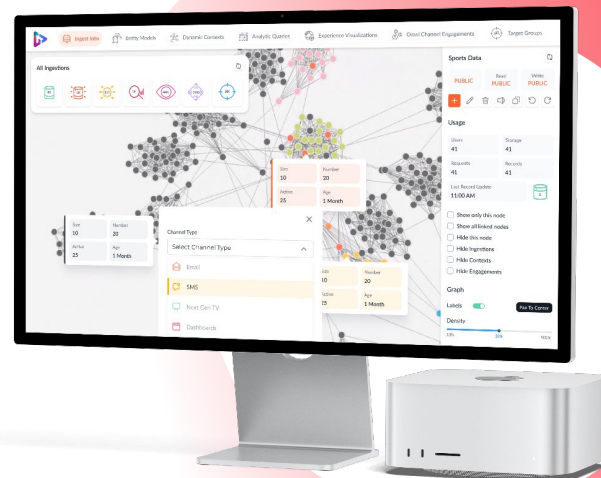 Ingest Jobs
Entity Models
Dynamic Contexts
Analytic Queries
Experience Visualizations
Omni Channel Engagements
Target Groups
All Ingestions
Sports Data
PUBLIC
Read
PUBLIC
Write
PUBLIC
Usage
Users
41
Storage
41
Requests
41
Records
41
Last Record Update
11:00 AM
Show only this node
Show all linked nodes
Hide this node
Hide Ingestions
Hide Contexts
Hide Engagements
Graph
Labels
Pan To Center
Density
Size
10
Number
20
Active
25
Age
1 Month
Size
10
Number
20
Active
25
Age
1 Month
Channel Type
Select Channel Type
Email
SMS
Next Gen TV
Dashboards
Size
10
Number
20
Active
25
Age
1 Month